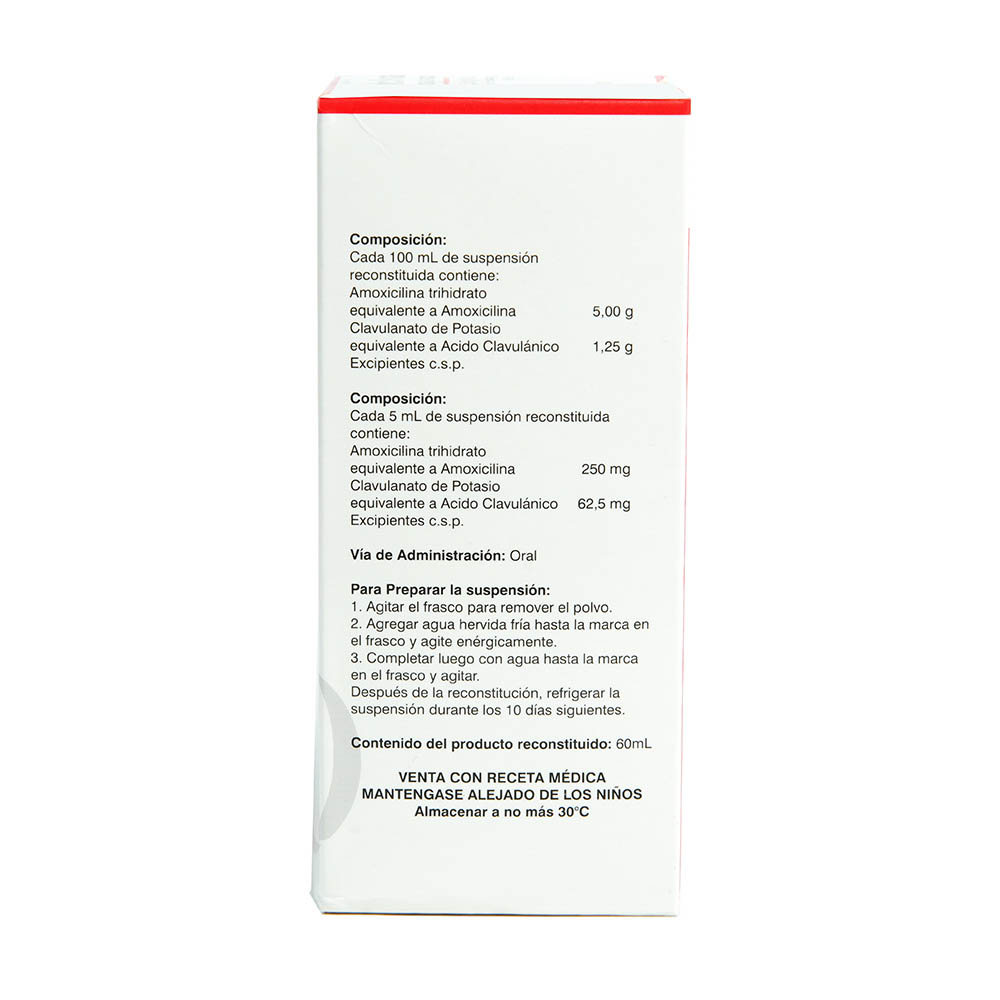 Composición:
Cada 100 mL de suspensión
reconstituida contiene:
Amoxicilina trihidrato
equivalente a Amoxicilina 5,00 g
Clavulanato de Potasio
equivalente a Acido Clavulánico 1,25 g
Excipientes c.s.p.
Composición:
Cada 5 mL de suspensión reconstituida
contiene:
Amoxicilina trihidrato
equivalente a Amoxicilina 250 mg
Clavulanato de Potasio
equivalente a Acido Clavulánico 62,5 mg
Excipientes c.s.p.
Vía de Administración: Oral
Para Preparar la suspensión:
1. Agitar el frasco para remover el polvo.
2. Agregar agua hervida fría hasta la marca en
el frasco y agite enérgicamente.
3. Completar luego con agua hasta la marca
en el frasco y agitar.
Después de la reconstitución, refrigerar la
suspensión durante los 10 días siguientes.
Contenido del producto reconstituido: 60mL
VENTA CON RECETA MÉDICA
MANTENGASE ALEJADO DE LOS NIÑOS
Almacenar a no más 30°C